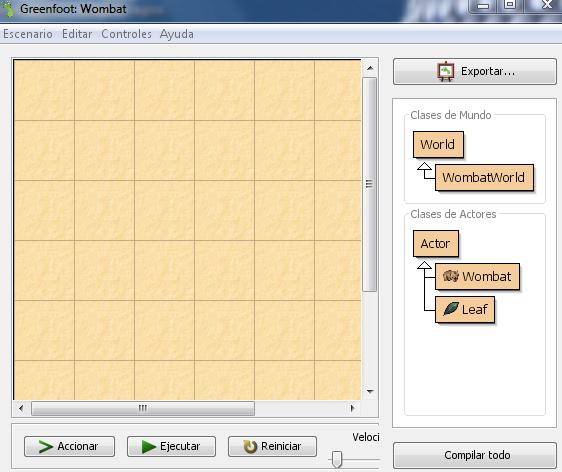 Greenfoot: Wombat
Escenario Editar Controles Ayuda
Exportar...
Clases de Mundo
World
WombatWorld
Clases de Actores
Actor
Wombat
Leaf
Accionar Ejecutar Reiniciar Veloci
Compilar todo